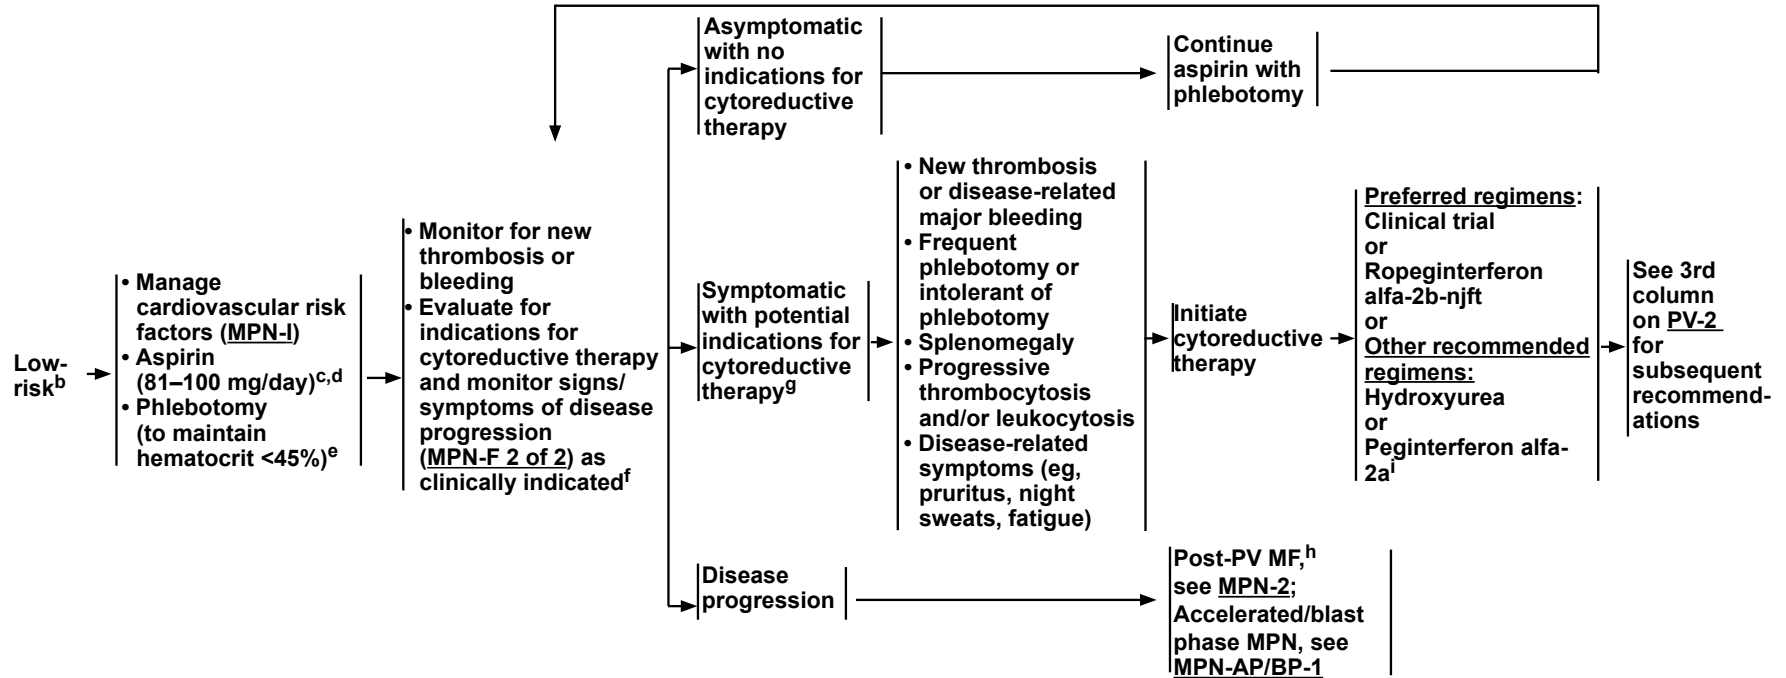 Low-
risk^b
• Manage
cardiovascular risk
factors (MPN-I)
• Aspirin
(81–100 mg/day)^c,d
• Phlebotomy
(to maintain
hematocrit <45%)^e
• Monitor for new
thrombosis or
bleeding
• Evaluate for
indications for
cytoreductive therapy
and monitor signs/
symptoms of disease
progression
(MPN-F 2 of 2) as
clinically indicated^f
Asymptomatic
with no
indications for
cytoreductive
therapy
Continue
aspirin with
phlebotomy
Symptomatic
with potential
indications for
cytoreductive
therapy^g
• New thrombosis
or disease-related
major bleeding
• Frequent
phlebotomy or
intolerant of
phlebotomy
• Splenomegaly
• Progressive
thrombocytosis
and/or leukocytosis
• Disease-related
symptoms (eg,
pruritus, night
sweats, fatigue)
Initiate
cytoreductive
therapy
Preferred regimens:
Clinical trial
or
Ropeginterferon
alfa-2b-njft
or
Other recommended
regimens:
Hydroxyurea
or
Peginterferon alfa-
2a^i
See 3rd
column
on PV-2
for
subsequent
recommend-
ations
Disease
progression
Post-PV MF,^h
see MPN-2;
Accelerated/blast
phase MPN, see
MPN-AP/BP-1